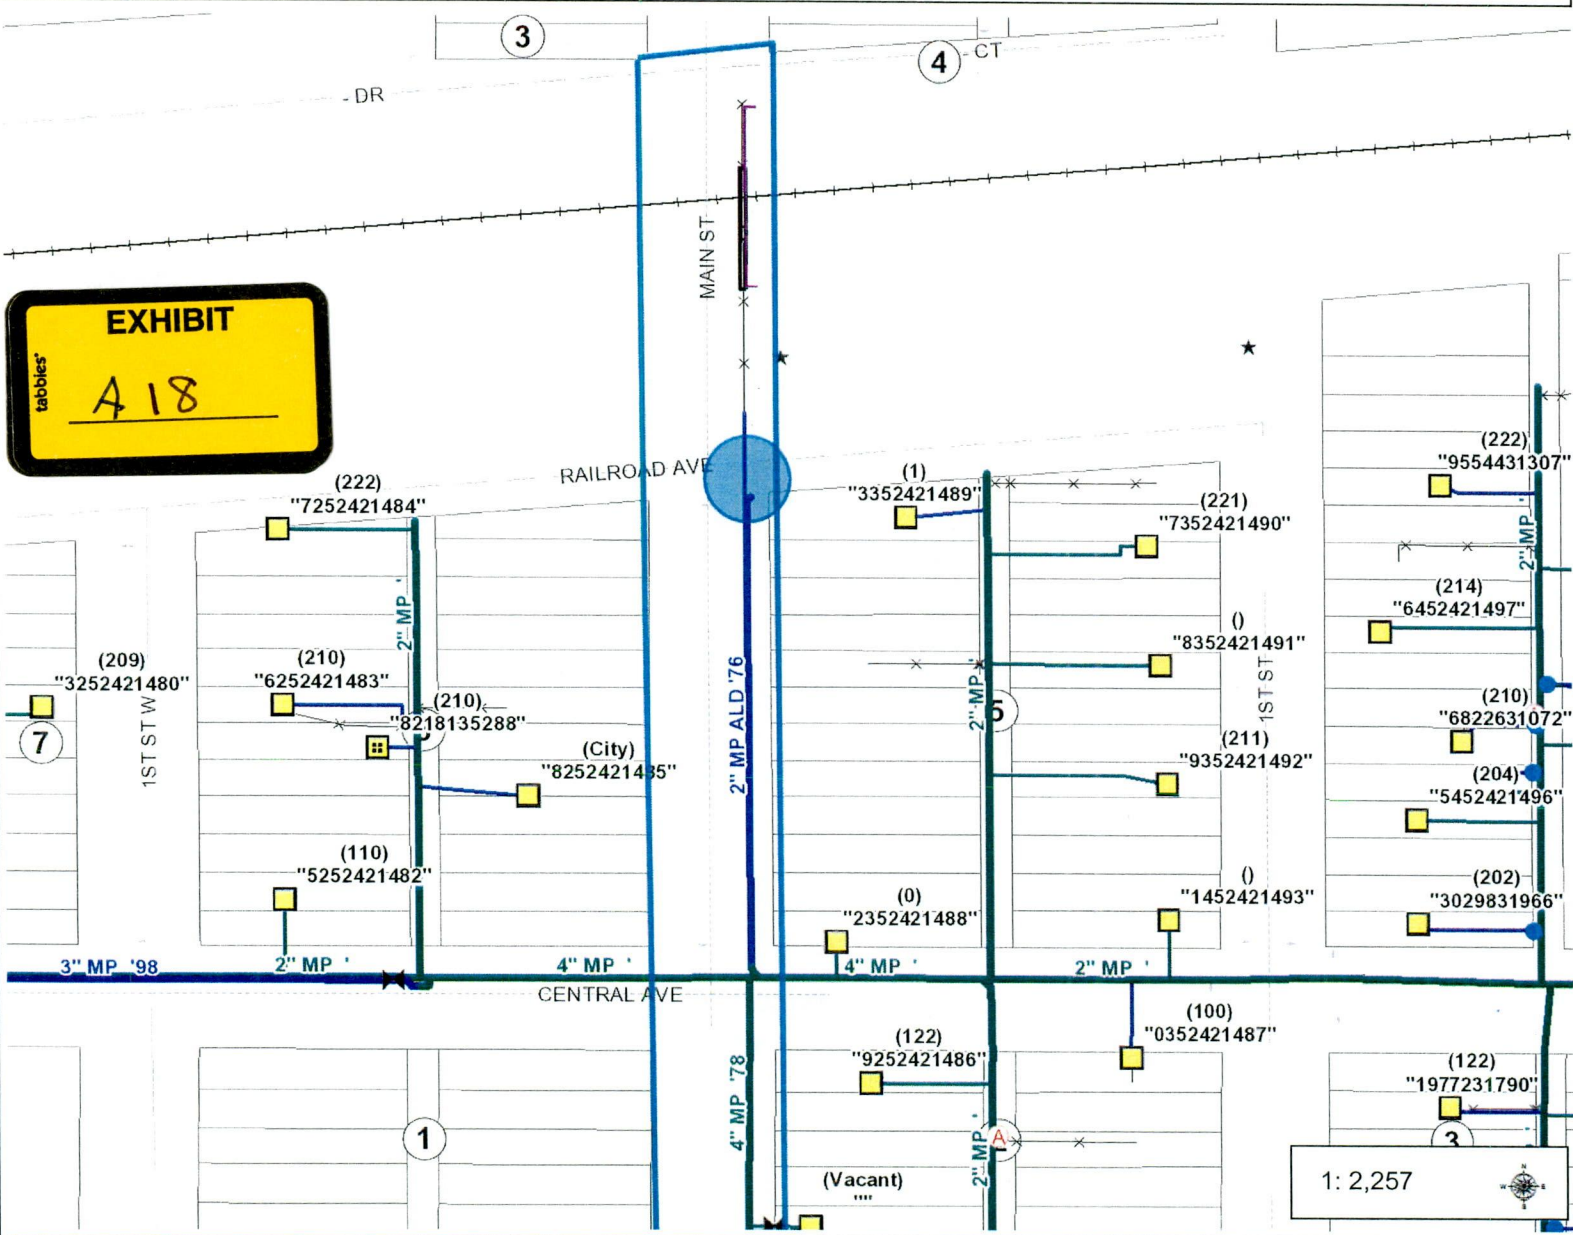 3
4
- CT
- DR
MAIN ST
EXHIBIT
tabbies®
A 18
RAILROAD AVE
(222)
"7252421484"
(1)
"3352421489"
(221)
"7352421490"
(222)
"9554431307"
2" MP '
2" MP '
(214)
"6452421497"
()
"8352421491"
(209)
"3252421480"
(210)
"6252421483"
(210)
"8218135288"
7
1ST ST W
(City)
"8252421485"
2" MP ALD '76
2" MP '
5
1ST ST
(211)
"9352421492"
(210)
"6822631072"
(204)
"5452421496"
(110)
"5252421482"
(0)
"2352421488"
()
"1452421493"
(202)
"3029831966"
3" MP '98
2" MP '
4" MP '
4" MP '
2" MP '
CENTRAL AVE
(100)
"0352421487"
(122)
"9252421486"
(122)
"1977231790"
4" MP '78
1
2" MP '
A
3
(Vacant)
""
1: 2,257
N
W
E
S